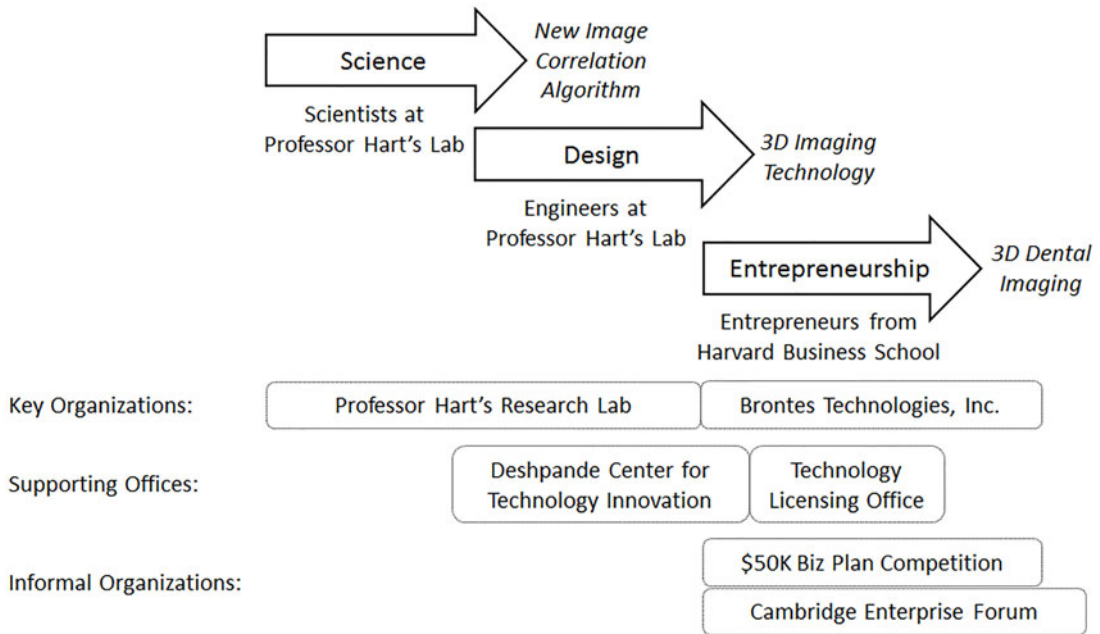 Science
New Image
Correlation
Algorithm
Scientists at
Professor Hart's Lab
Design
3D Imaging
Technology
Engineers at
Professor Hart's Lab
Entrepreneurship
3D Dental
Imaging
Entrepreneurs from
Harvard Business School
Key Organizations:
Professor Hart's Research Lab
Brontes Technologies, Inc.
Supporting Offices:
Deshpande Center for
Technology Innovation
Technology
Licensing Office
Informal Organizations:
$50K Biz Plan Competition
Cambridge Enterprise Forum